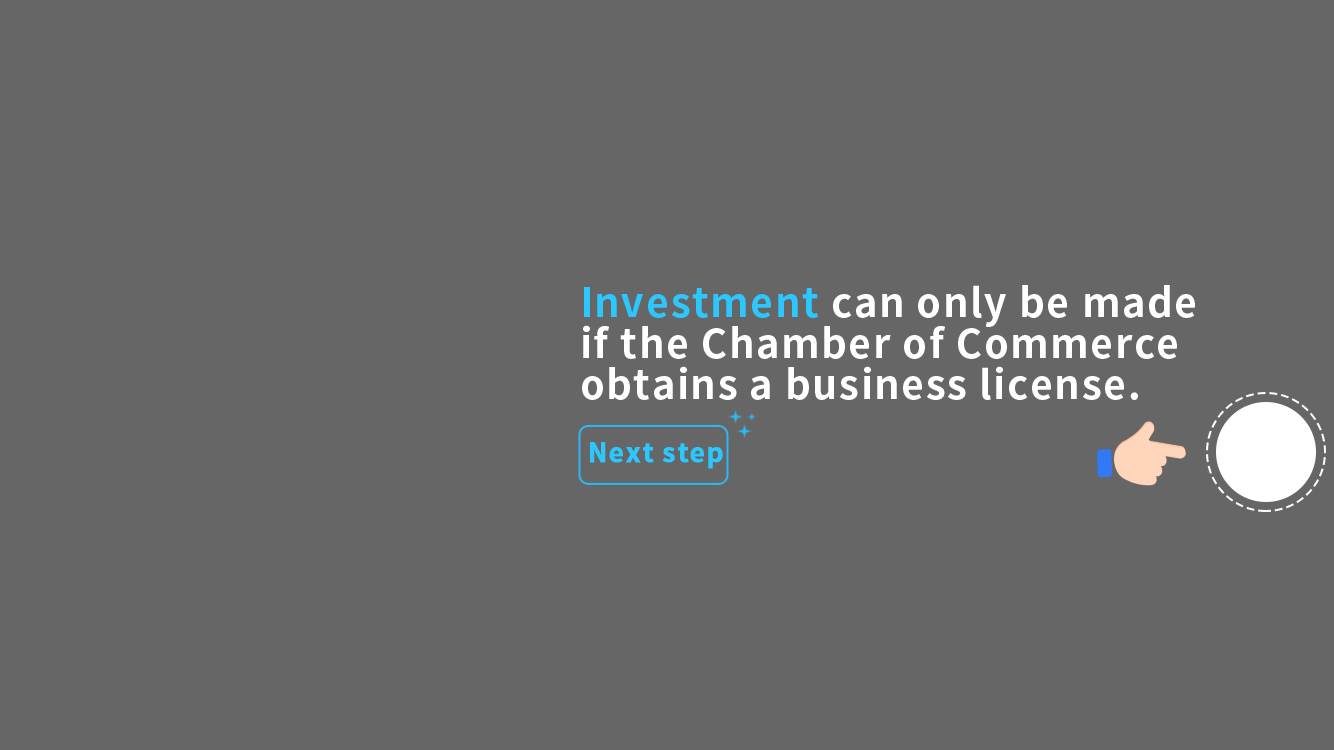 Investment can only be made
if the Chamber of Commerce
obtains a business license.
Next step